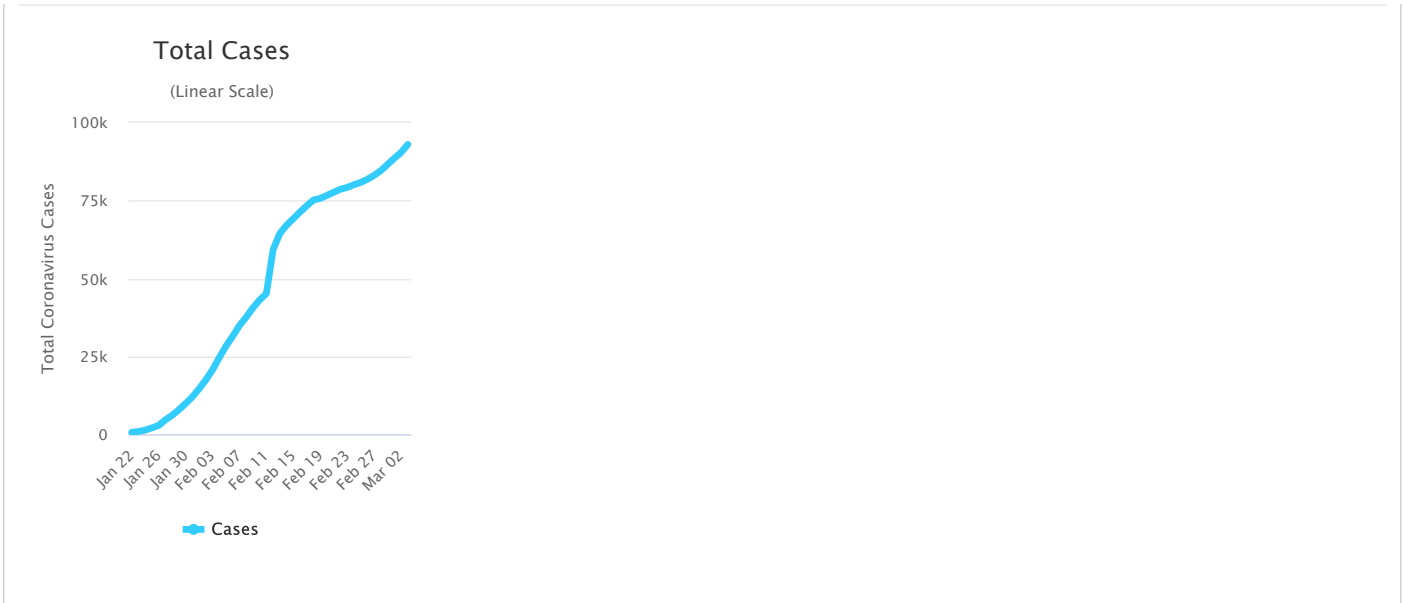 Total Cases
(Linear Scale)
Total Coronavirus Cases
100k
75k
50k
25k
0
Jan 22
Jan 26
Jan 30
Feb 03
Feb 07
Feb 11
Feb 15
Feb 19
Feb 23
Feb 27
Mar 02
Cases